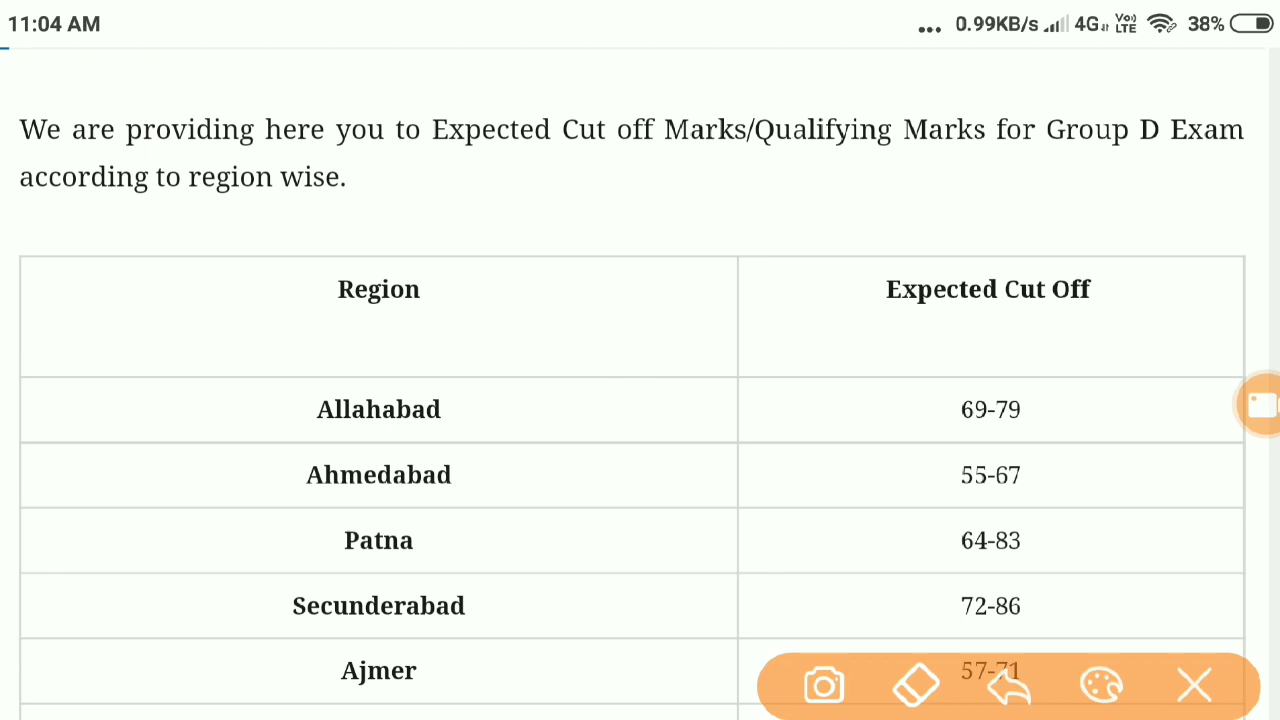 11:04 AM
... 0.99KB/s 4G Vo) LTE 38%
We are providing here you to Expected Cut off Marks/Qualifying Marks for Group D Exam
according to region wise.
Region Expected Cut Off
Allahabad 69-79
Ahmedabad 55-67
Patna 64-83
Secunderabad 72-86
Ajmer 57-71